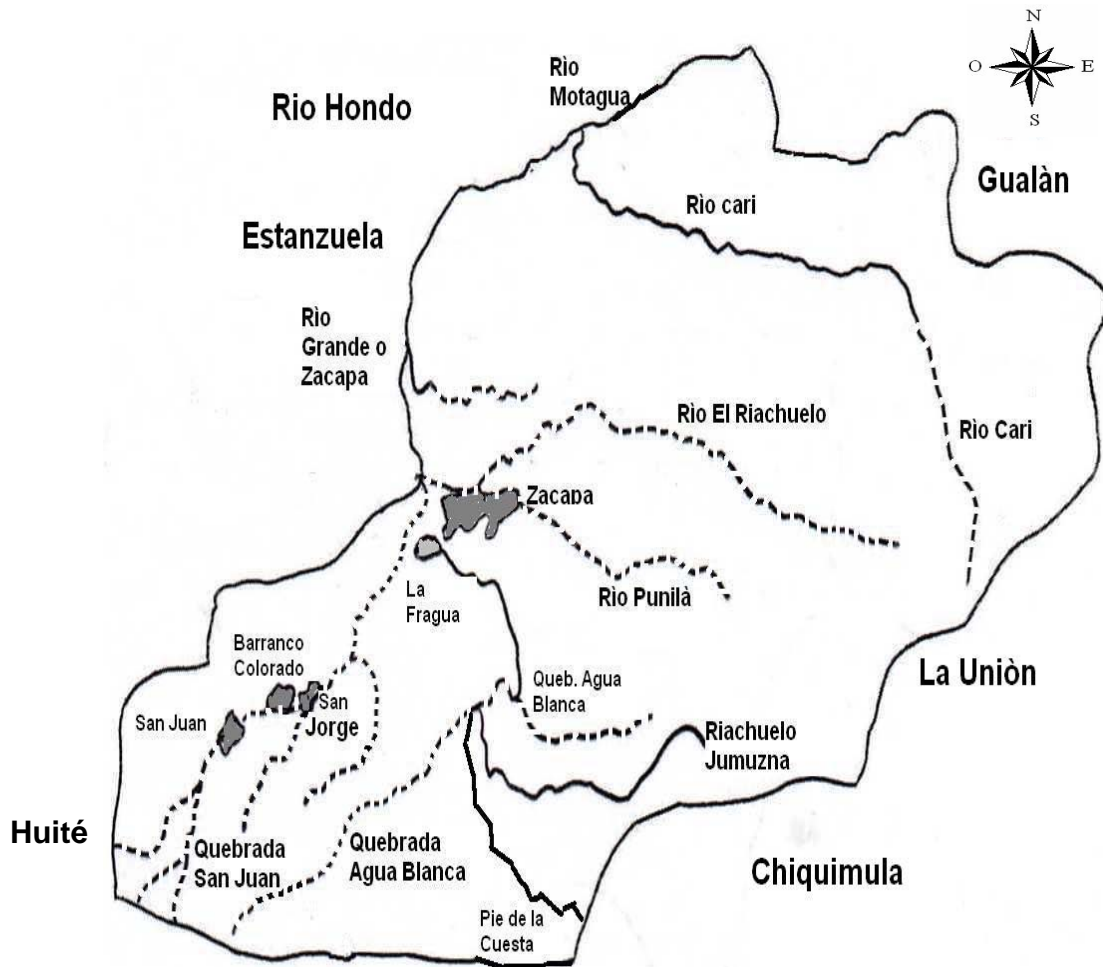 N
Rìo
Motagua
O
E
Rio Hondo
S
Gualàn
Rìo cari
Estanzuela
Rìo
Grande o
Zacapa
Rìo El Riachuelo
Rìo Cari
Zacapa
La
Fragua
Rìo Punilà
Barranco
Colorado
Queb. Agua
Blanca
La Uniòn
San Juan
San
Jorge
Riachuelo
Jumuzna
Huité
Quebrada
San Juan
Quebrada
Agua Blanca
Chiquimula
Pie de la
Cuesta